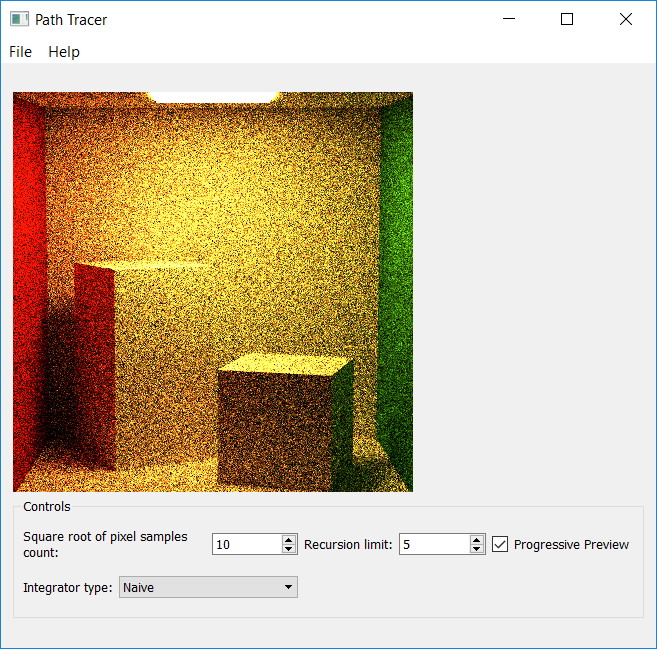 Path Tracer
File Help
Controls
Square root of pixel samples
count:
10
Recursion limit: 5
Progressive Preview
Integrator type: Naive